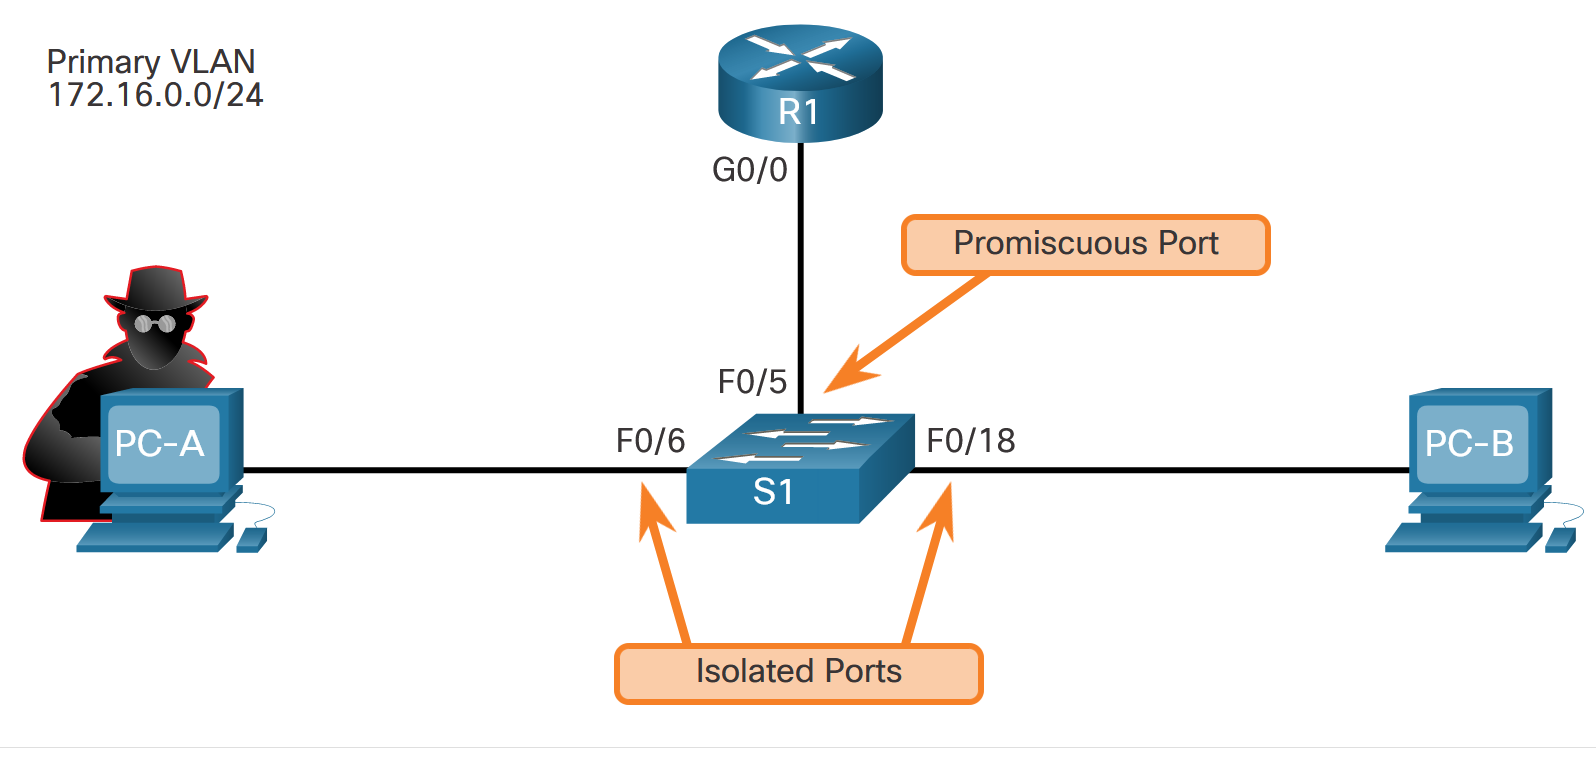 Primary VLAN
172.16.0.0/24
R1
G0/0
Promiscuous Port
F0/5
PC-A
F0/6
F0/18
PC-B
S1
Isolated Ports